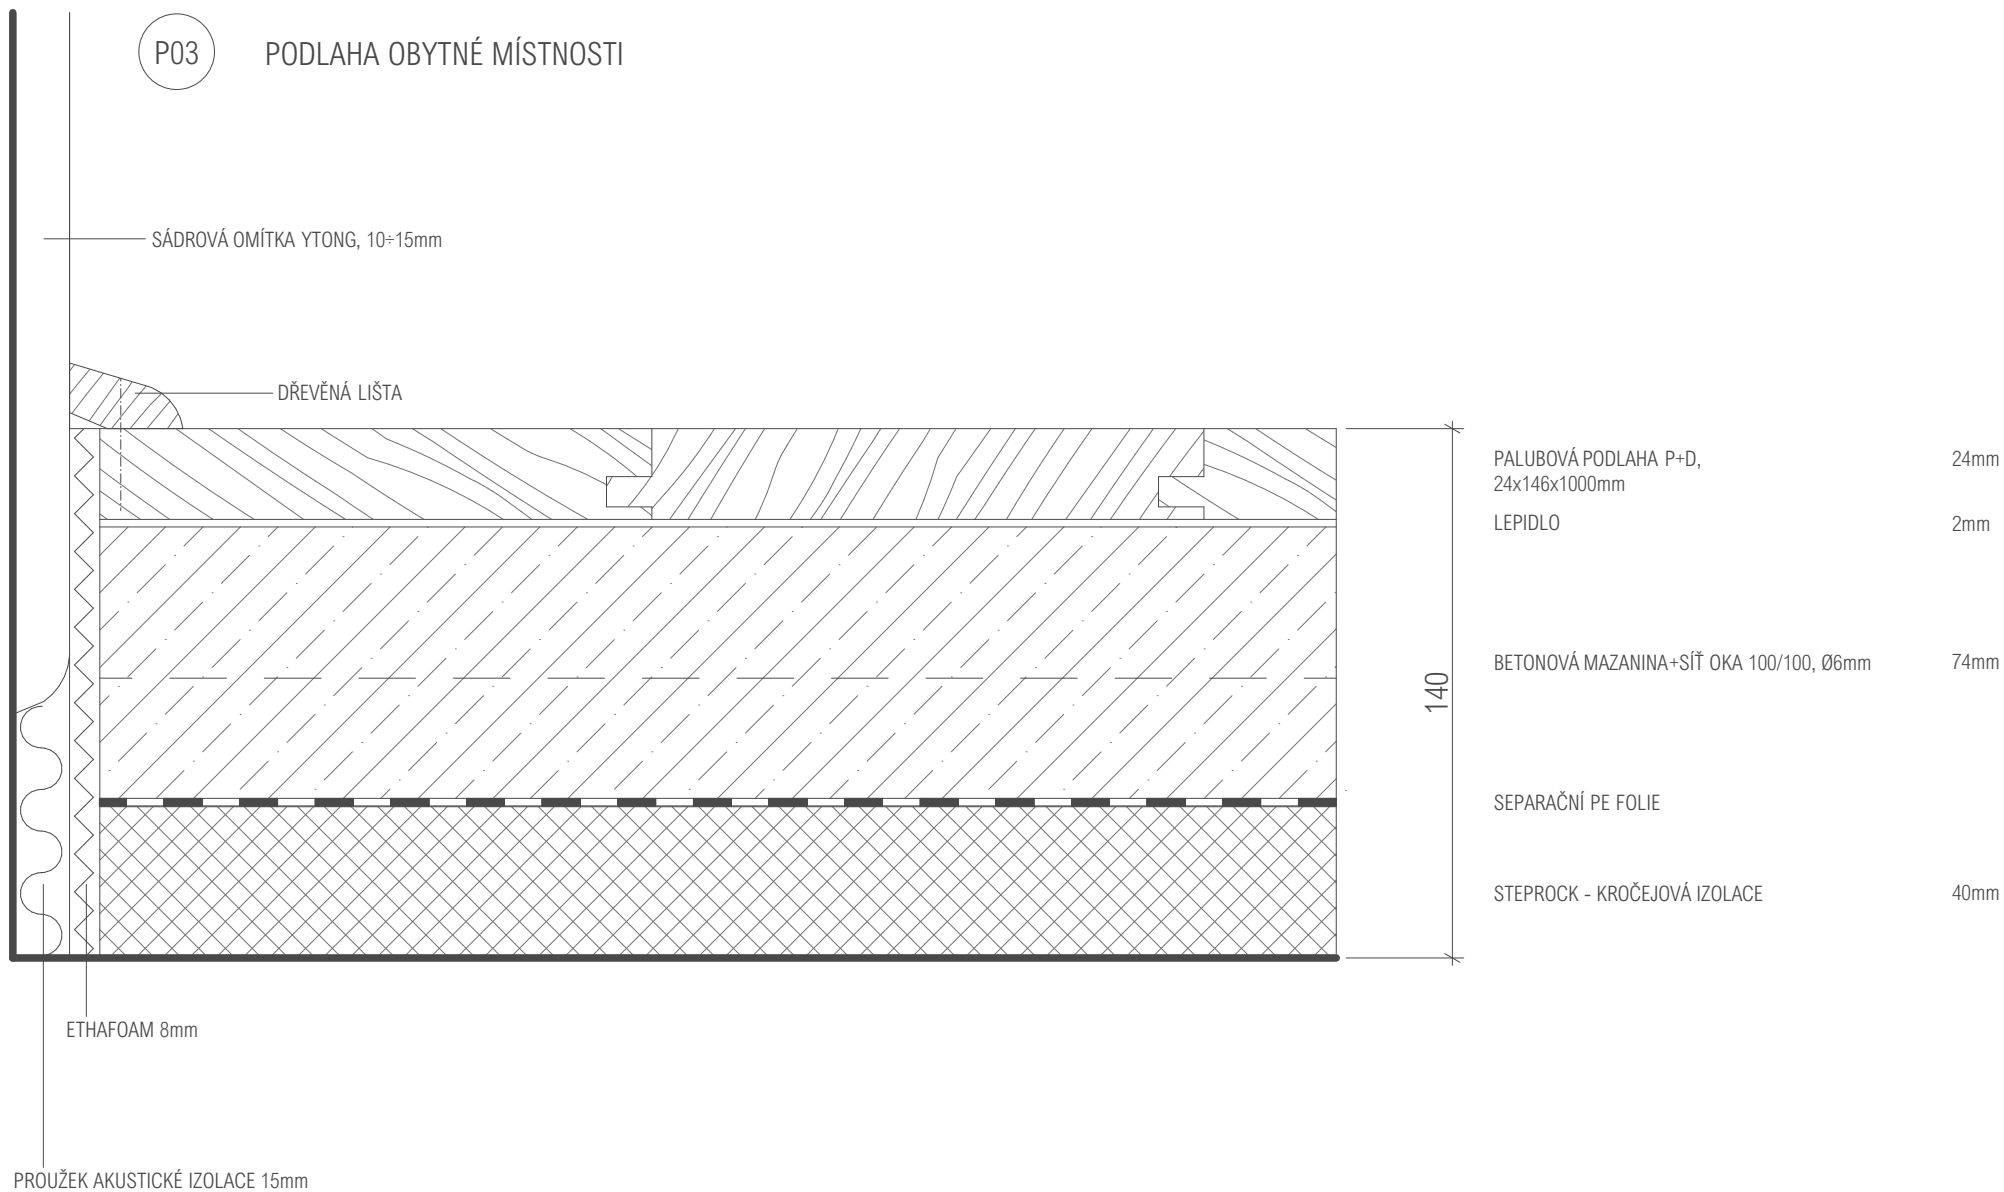 P03
PODLAHA OBYTNÉ MÍSTNOSTI
SÁDROVÁ OMÍTKA YTONG, 10÷15mm
DŘEVĚNÁ LIŠTA
PALUBOVÁ PODLAHA P+D, 24mm
24x146x1000mm
LEPIDLO 2mm
BETONOVÁ MAZANINA+SÍŤ OKA 100/100, Ø6mm 74mm
140
SEPARAČNÍ PE FOLIE
STEPROCK - KROČEJOVÁ IZOLACE 40mm
ETHAFOAM 8mm
PROUŽEK AKUSTICKÉ IZOLACE 15mm